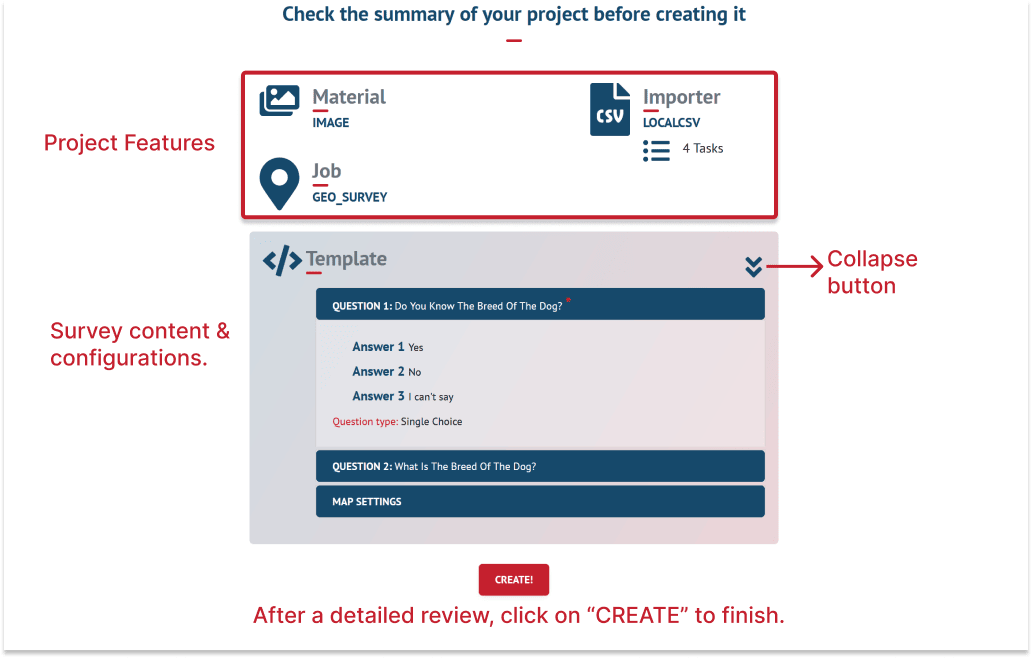 Check the summary of your project before creating it
Project Features
Material
IMAGE
CSV
Importer
LOCALCSV
4 Tasks
Job
GEO_SURVEY
</> Template
Collapse
button
Survey content &
configurations.
QUESTION 1: Do You Know The Breed Of The Dog? *
Answer 1 Yes
Answer 2 No
Answer 3 I can't say
Question type: Single Choice
QUESTION 2: What Is The Breed Of The Dog?
MAP SETTINGS
CREATE!
After a detailed review, click on “CREATE” to finish.